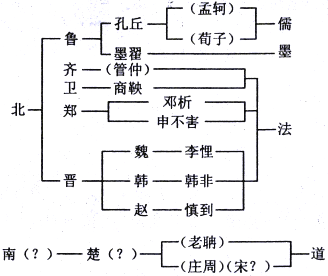 (孟轲)
鲁 孔丘 儒
(荀子)
墨翟 墨
齐 (管仲)
卫 商鞅
北 郑 邓析 法
申不害
魏 李悝
晋 韩 韩非
赵 慎到
南(?) 楚(?) (老聃) 道
(庄周)(宋?)